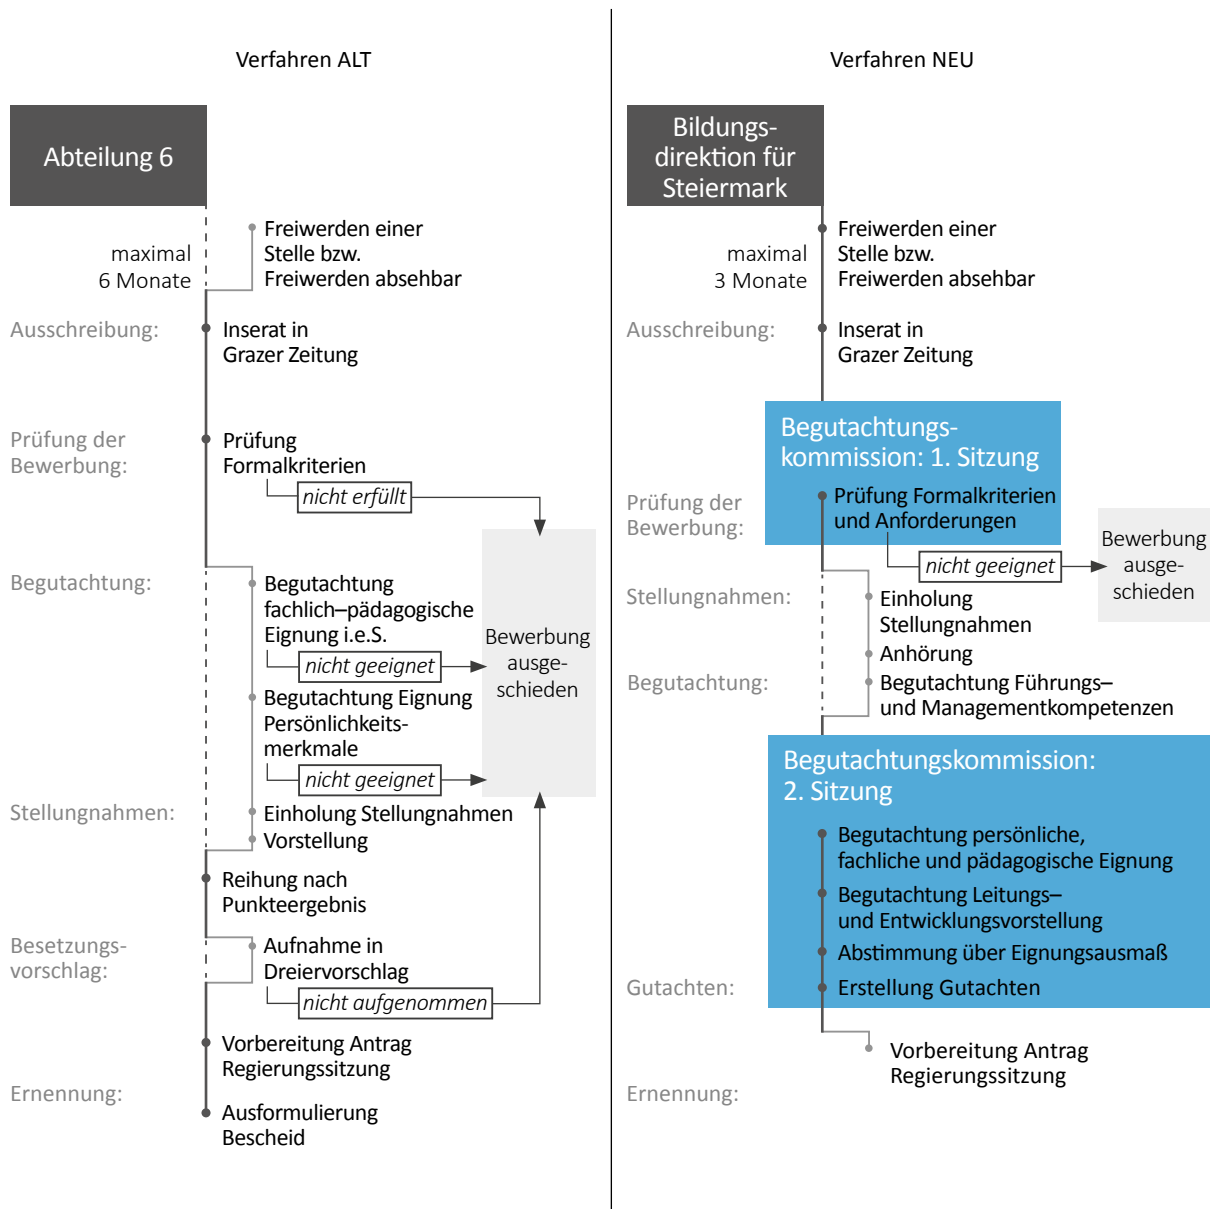 Verfahren ALT
Abteilung 6
maximal
6 Monate
Freiwerden einer
Stelle bzw.
Freiwerden absehbar
Ausschreibung:
Inserat in
Grazer Zeitung
Prüfung der
Bewerbung:
Prüfung
Formalkriterien
nicht erfüllt
Begutachtung:
Begutachtung
fachlich–pädagogische
Eignung i.e.S.
nicht geeignet
Begutachtung Eignung
Persönlichkeits-
merkmale
nicht geeignet
Bewerbung
ausge-
schieden
Stellungnahmen:
Einholung Stellungnahmen
Vorstellung
Reihung nach
Punkteergebnis
Besetzungs-
vorschlag:
Aufnahme in
Dreiervorschlag
nicht aufgenommen
Vorbereitung Antrag
Regierungssitzung
Ernennung:
Ausformulierung
Bescheid
Verfahren NEU
Bildungs-
direktion für
Steiermark
maximal
3 Monate
Freiwerden einer
Stelle bzw.
Freiwerden absehbar
Ausschreibung:
Inserat in
Grazer Zeitung
Begutachtungs-
kommission: 1. Sitzung
Prüfung der
Bewerbung:
Prüfung Formalkriterien
und Anforderungen
nicht geeignet
Bewerbung
ausge-
schieden
Stellungnahmen:
Einholung
Stellungnahmen
Anhörung
Begutachtung:
Begutachtung Führungs–
und Managementkompetenzen
Begutachtungskommission:
2. Sitzung
Begutachtung persönliche,
fachliche und pädagogische Eignung
Begutachtung Leitungs–
und Entwicklungsvorstellung
Abstimmung über Eignungsausmaß
Gutachten:
Erstellung Gutachten
Vorbereitung Antrag
Regierungssitzung
Ernennung: